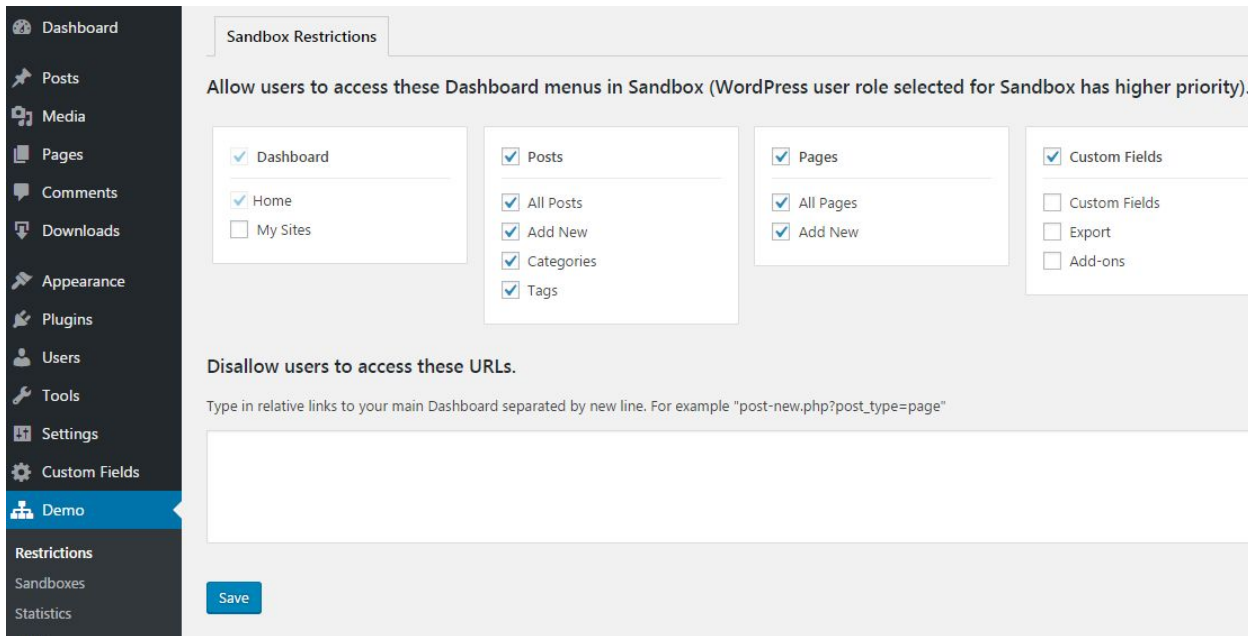 Dashboard
Posts
Media
Pages
Comments
Downloads
Appearance
Plugins
Users
Tools
Settings
Custom Fields
Demo
Restrictions
Sandboxes
Statistics
Sandbox Restrictions
Allow users to access these Dashboard menus in Sandbox (WordPress user role selected for Sandbox has higher priority).
Dashboard
Home
My Sites
Posts
All Posts
Add New
Categories
Tags
Pages
All Pages
Add New
Custom Fields
Custom Fields
Export
Add-ons
Disallow users to access these URLs.
Type in relative links to your main Dashboard separated by new line. For example "post-new.php?post_type=page"
Save